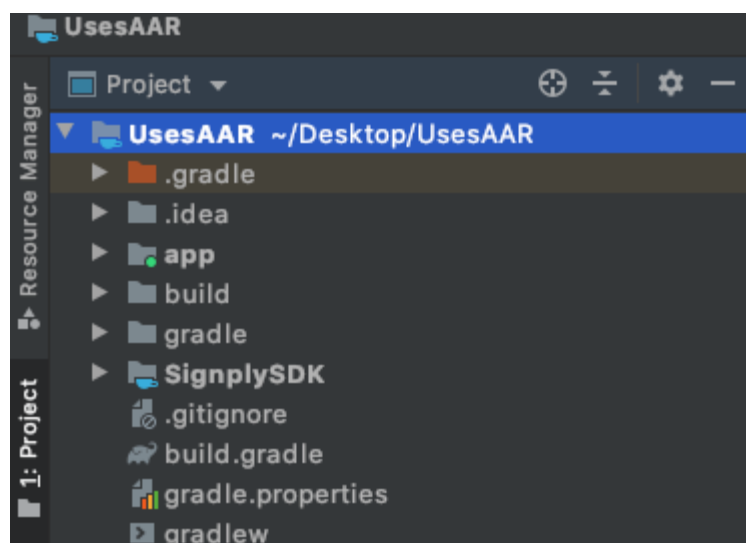 UsesAAR
Project
UsesAAR ~/Desktop/UsesAAR
.gradle
.idea
app
build
gradle
SignplySDK
.gitignore
build.gradle
gradle.properties
gradlew
Resource Manager
1: Project